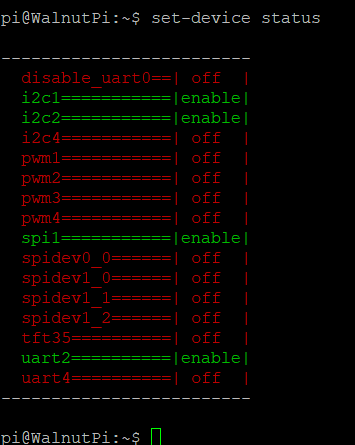 pi@WalnutPi:~$ set-device status
--------------------------
disable_uart0==| off |
i2c1===========|enable|
i2c2===========|enable|
i2c4===========| off |
pwm1===========| off |
pwm2===========| off |
pwm3===========| off |
pwm4===========| off |
spi1===========|enable|
spidev0_0======| off |
spidev1_0======| off |
spidev1_1======| off |
spidev1_2======| off |
tft35==========| off |
uart2==========|enable|
uart4==========| off |
--------------------------
pi@WalnutPi:~$